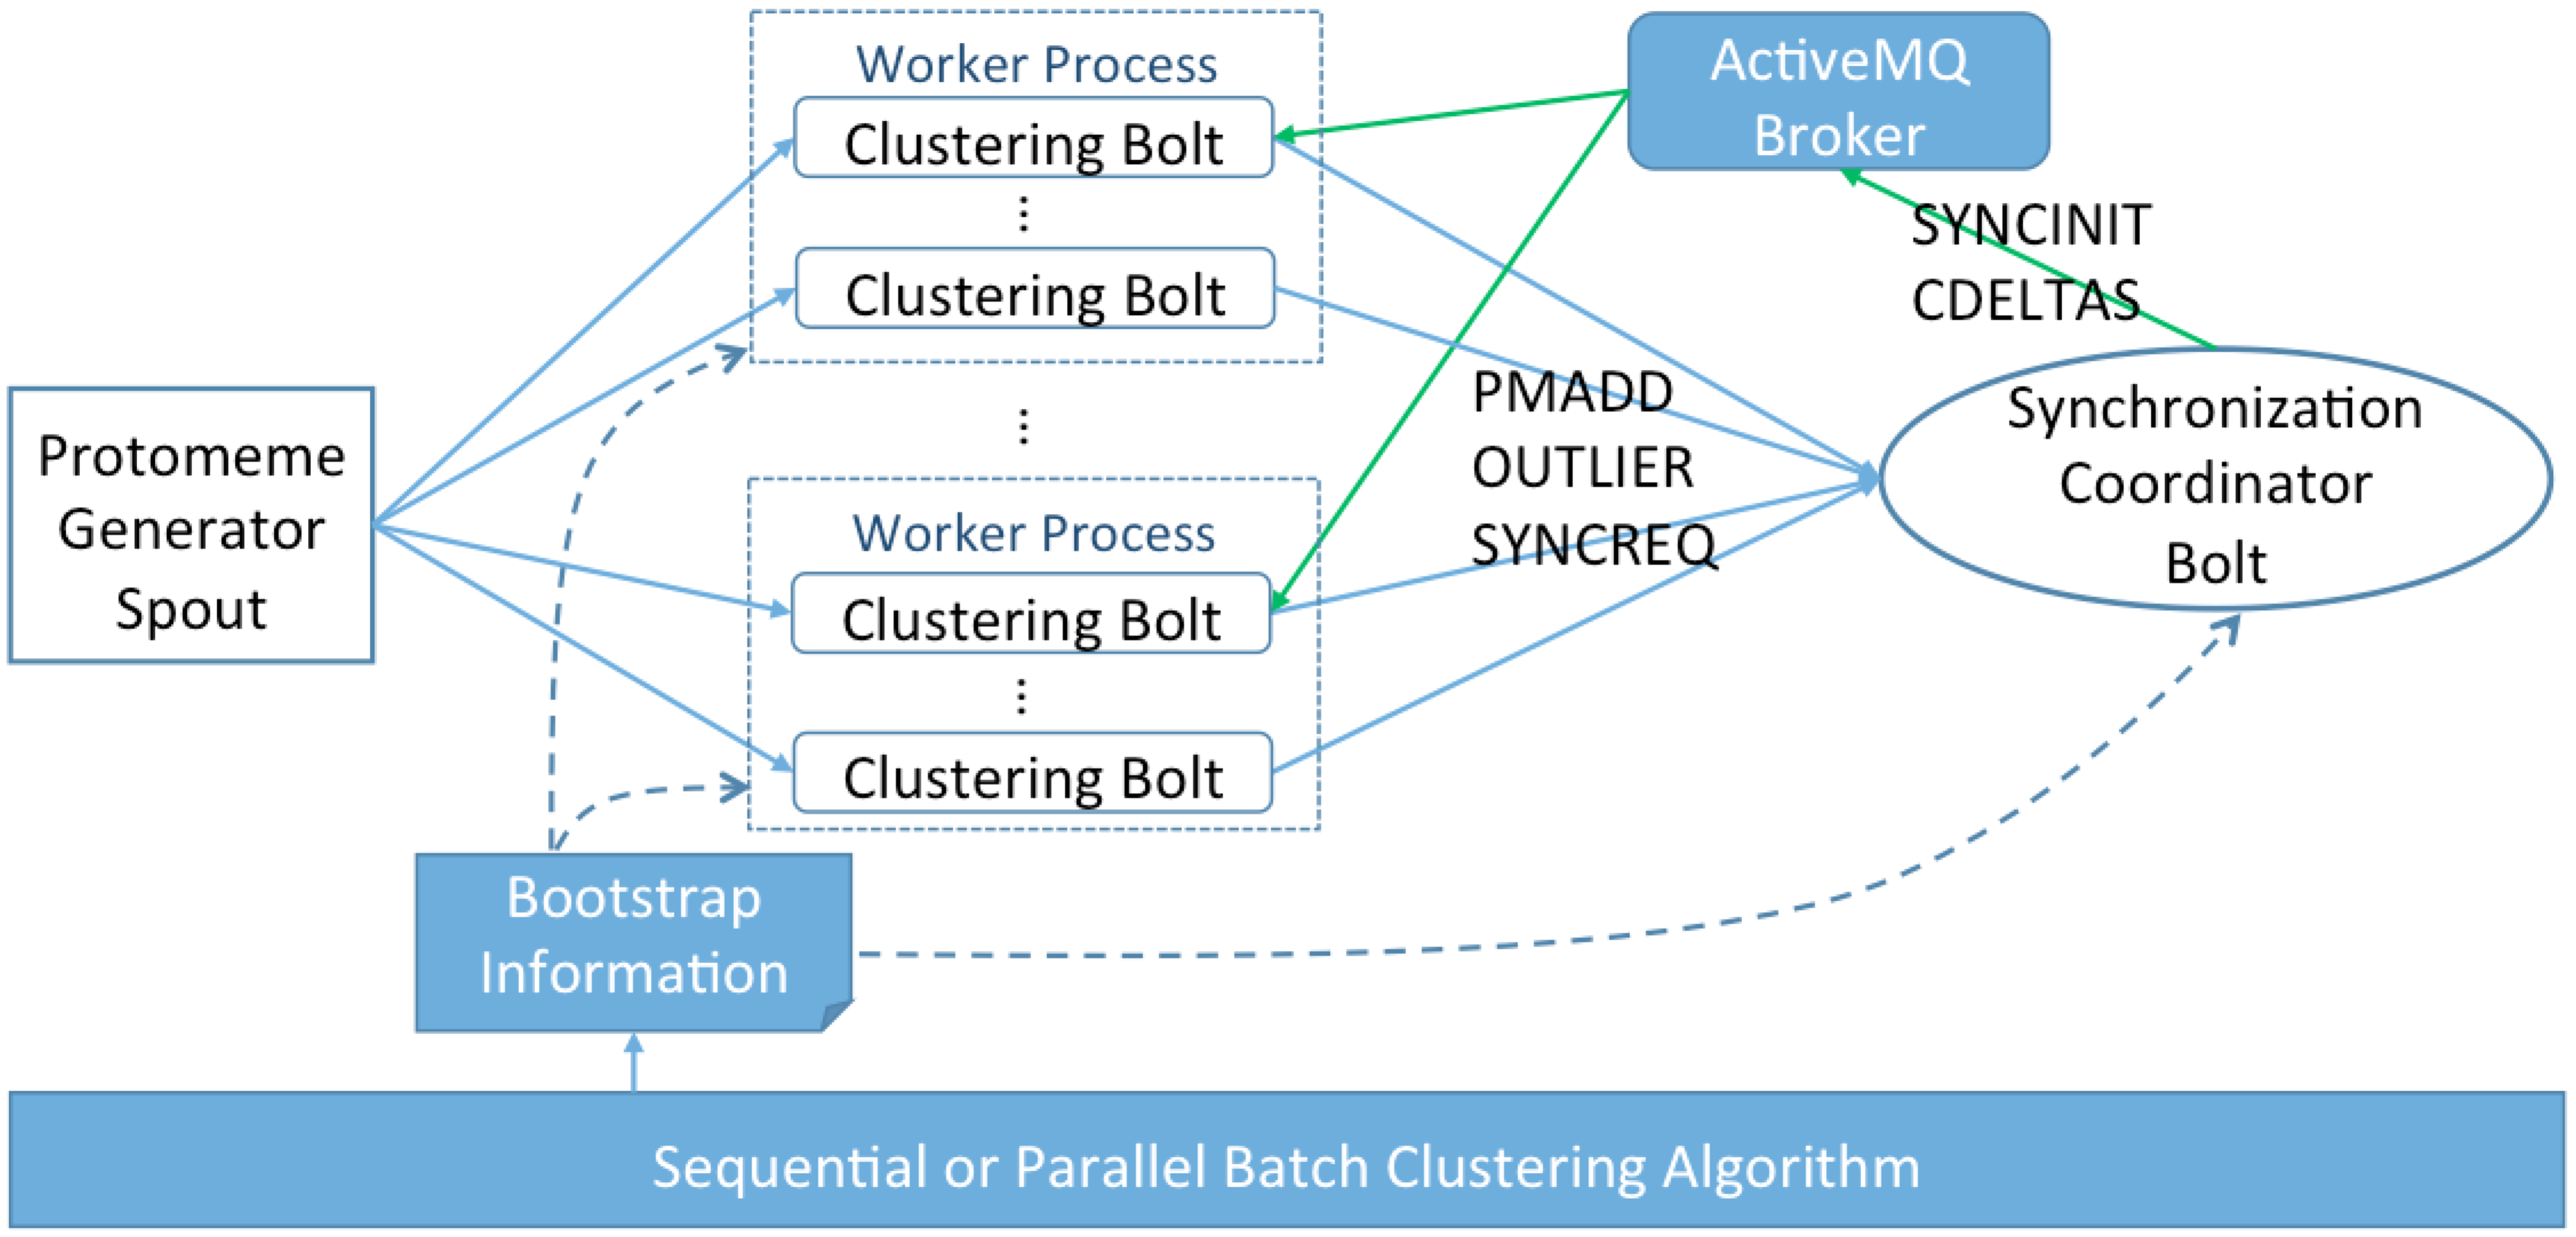 Worker Process
Clustering Bolt
...
Clustering Bolt
...
Worker Process
Clustering Bolt
...
Clustering Bolt
ActiveMQ
Broker
SYNCINIT
CDELTAS
PMADD
OUTLIER
SYNCREQ
Synchronization
Coordinator
Bolt
Protomeme
Generator
Spout
Bootstrap
Information
Sequential or Parallel Batch Clustering Algorithm